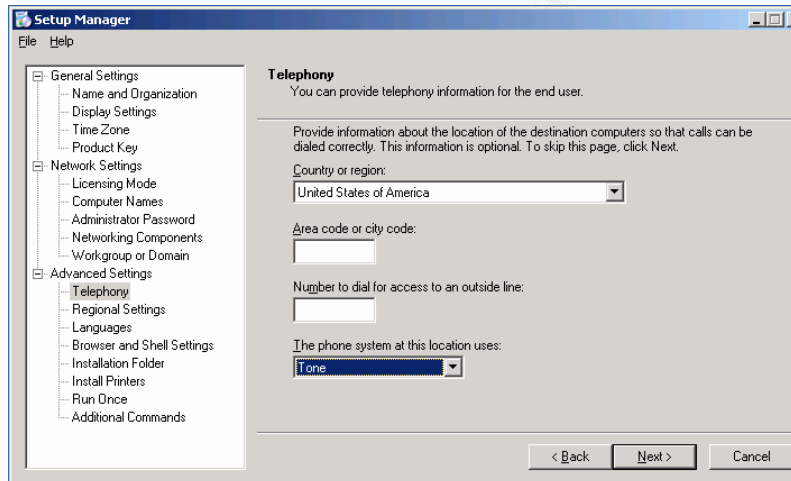 Setup Manager
File Help
General Settings
Name and Organization
Display Settings
Time Zone
Product Key
Network Settings
Licensing Mode
Computer Names
Administrator Password
Networking Components
Workgroup or Domain
Advanced Settings
Telephony
Regional Settings
Languages
Browser and Shell Settings
Installation Folder
Install Printers
Run Once
Additional Commands
Telephony
You can provide telephony information for the end user.
Provide information about the location of the destination computers so that calls can be
dialed correctly. This information is optional. To skip this page, click Next.
Country or region:
United States of America
Area code or city code:
Number to dial for access to an outside line:
The phone system at this location uses:
Tone
< Back Next > Cancel